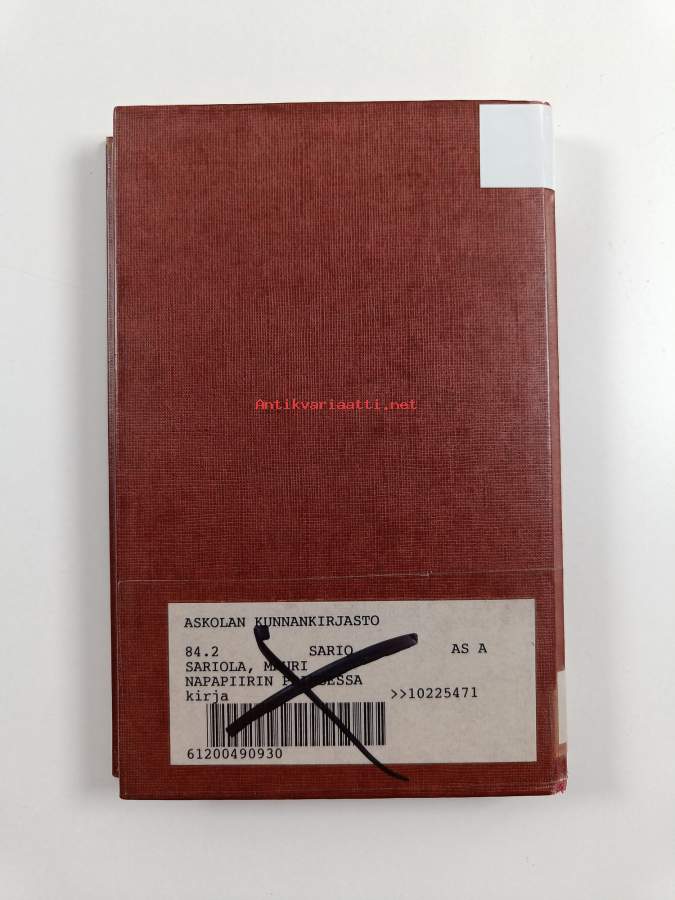 Antikvariaatti.net
ASKOLAN KUNNANKIRJASTO
84.2 SARIO AS A
SARIOLA, MAURI
NAPAPIIRIN
kirja >>10225471
61200490930